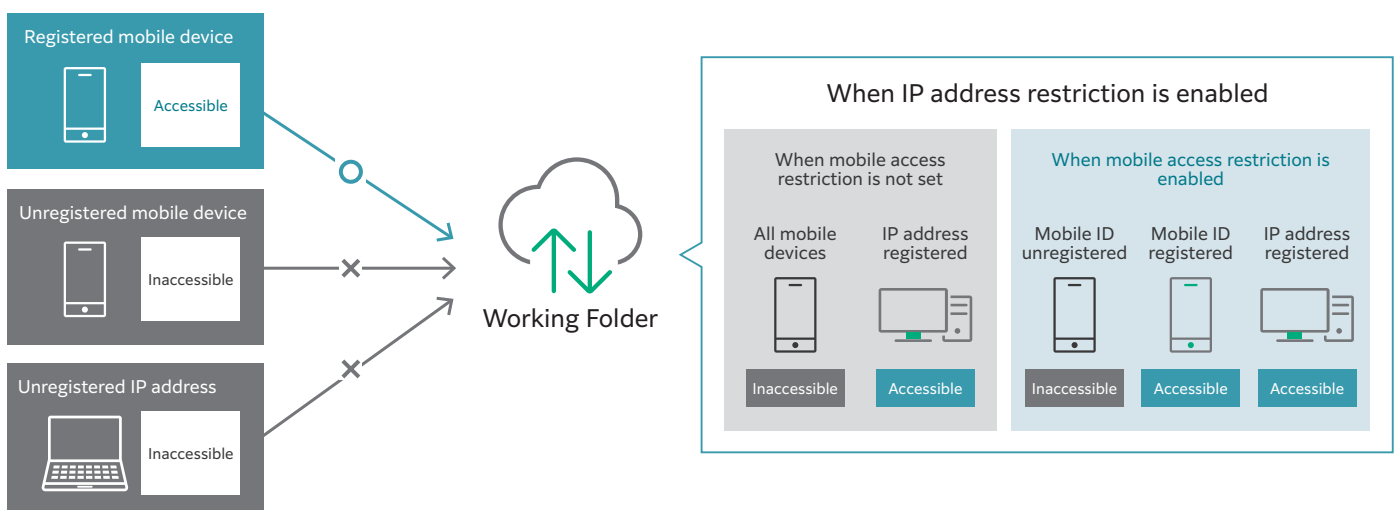 Registered mobile device
Accessible
Unregistered mobile device
Inaccessible
Unregistered IP address
Inaccessible
Working Folder
When IP address restriction is enabled
When mobile access
restriction is not set
All mobile
devices
IP address
registered
Inaccessible
Accessible
When mobile access restriction is
enabled
Mobile ID
unregistered
Mobile ID
registered
IP address
registered
Inaccessible
Accessible
Accessible